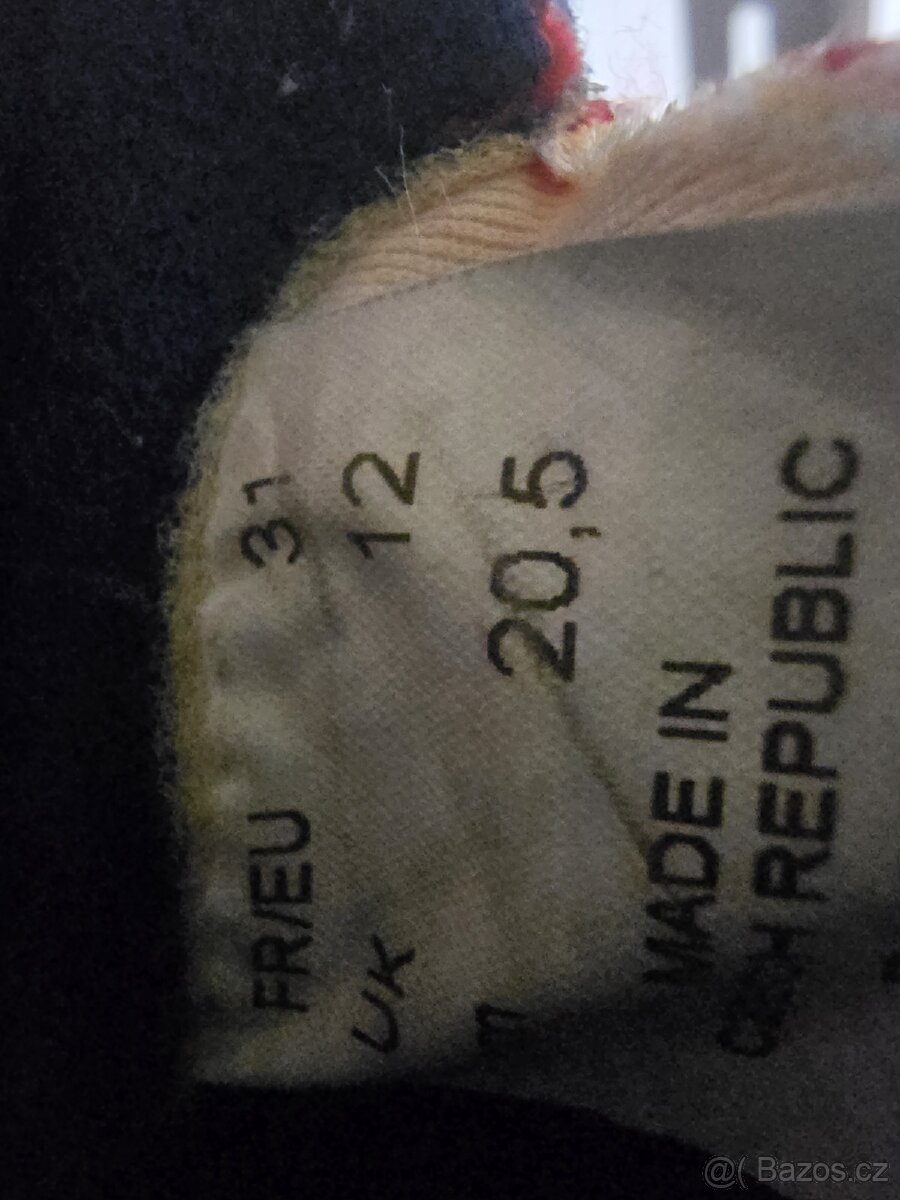 FR/EU 31
UK 12
20,5
MADE IN
REPUBLIC
@( Bazos.cz